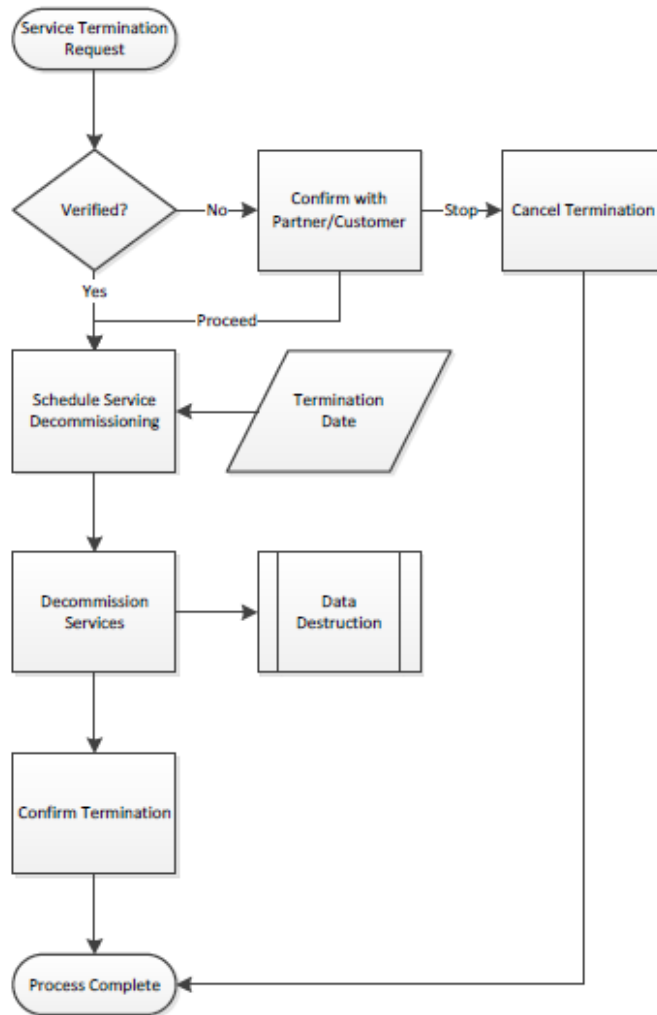 Service Termination
Request
Verified?
No
Confirm with
Partner/Customer
Stop
Cancel Termination
Yes
Proceed
Schedule Service
Decommissioning
Termination
Date
Decommission
Services
Data
Destruction
Confirm Termination
Process Complete